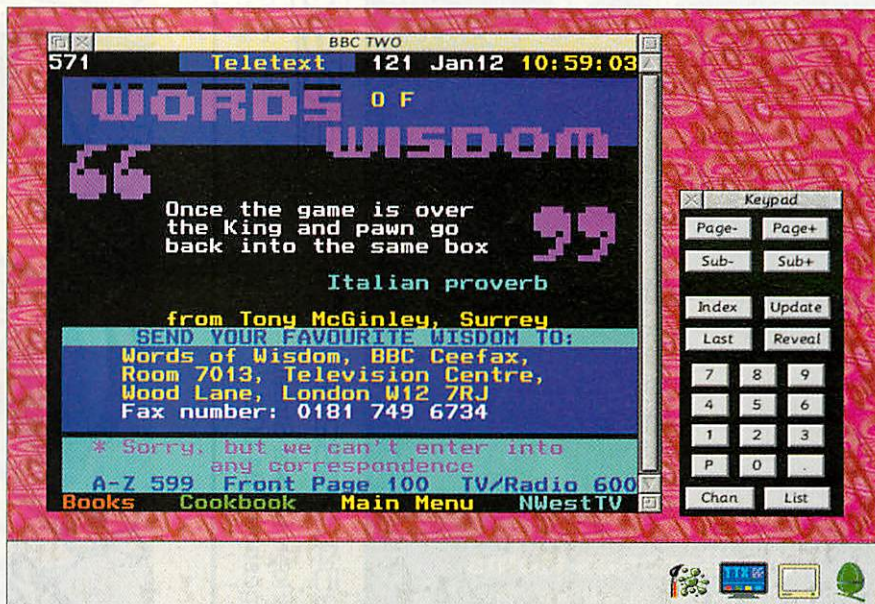 BBC TWO
571 Teletext 121 Jan12 10:59:03
WORDS OF
WISDOM
“
Once the game is over
the King and pawn go
back into the same box
”
Italian proverb
from Tony McGinley, Surrey
SEND YOUR FAVOURITE WISDOM TO:
Words of Wisdom, BBC Ceefax,
Room 7013, Television Centre,
Wood Lane, London W12 7RJ
Fax number: 0181 749 6734
* Sorry, but we can't enter into
any correspondence
A-Z 599 Front Page 100 TV/Radio 600
Books Cookbook Main Menu NWestTV
Keypad
Page- Page+
Sub- Sub+
Index Update
Last Reveal
7 8 9
4 5 6
1 2 3
P 0 .
Chan List
TTX